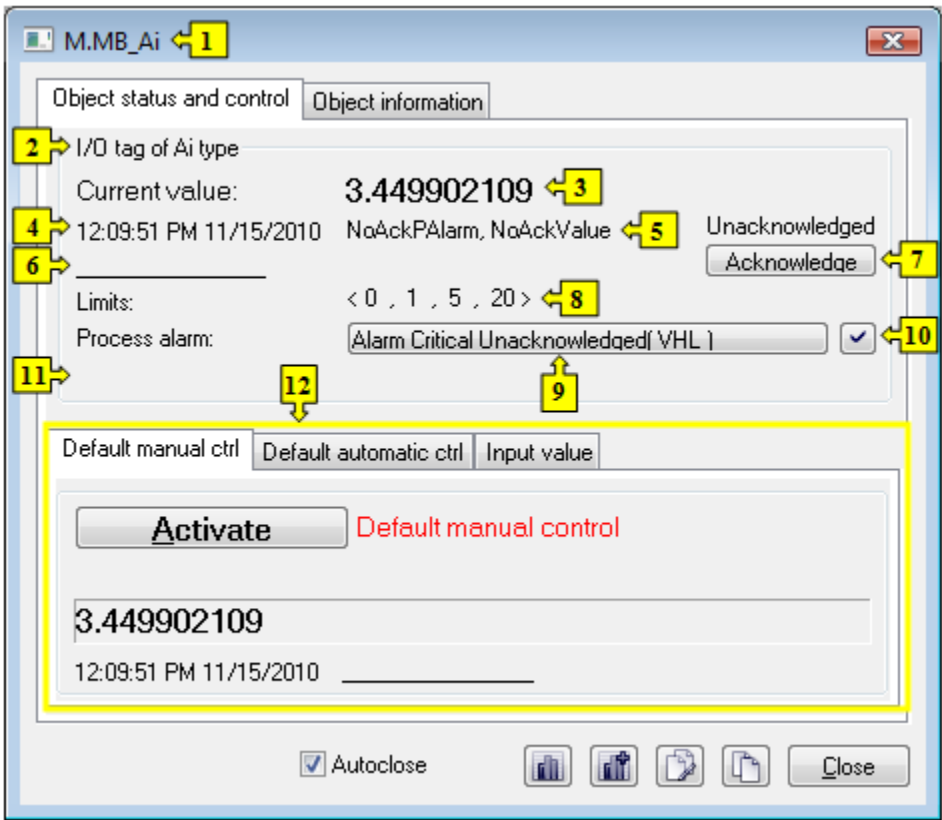 M.MB_Ai 1
Object status and control Object information
2 I/O tag of Ai type
Current value: 3.449902109 3
4 12:09:51 PM 11/15/2010 NoAckPAlarm, NoAckValue 5 Unacknowledged
6 Acknowledge 7
Limits: < 0 , 1 , 5 , 20 > 8
Process alarm: Alarm Critical Unacknowledged( VHL ) 10
11 12 9
Default manual ctrl Default automatic ctrl Input value
Activate Default manual control
3.449902109
12:09:51 PM 11/15/2010
Autoclose Close